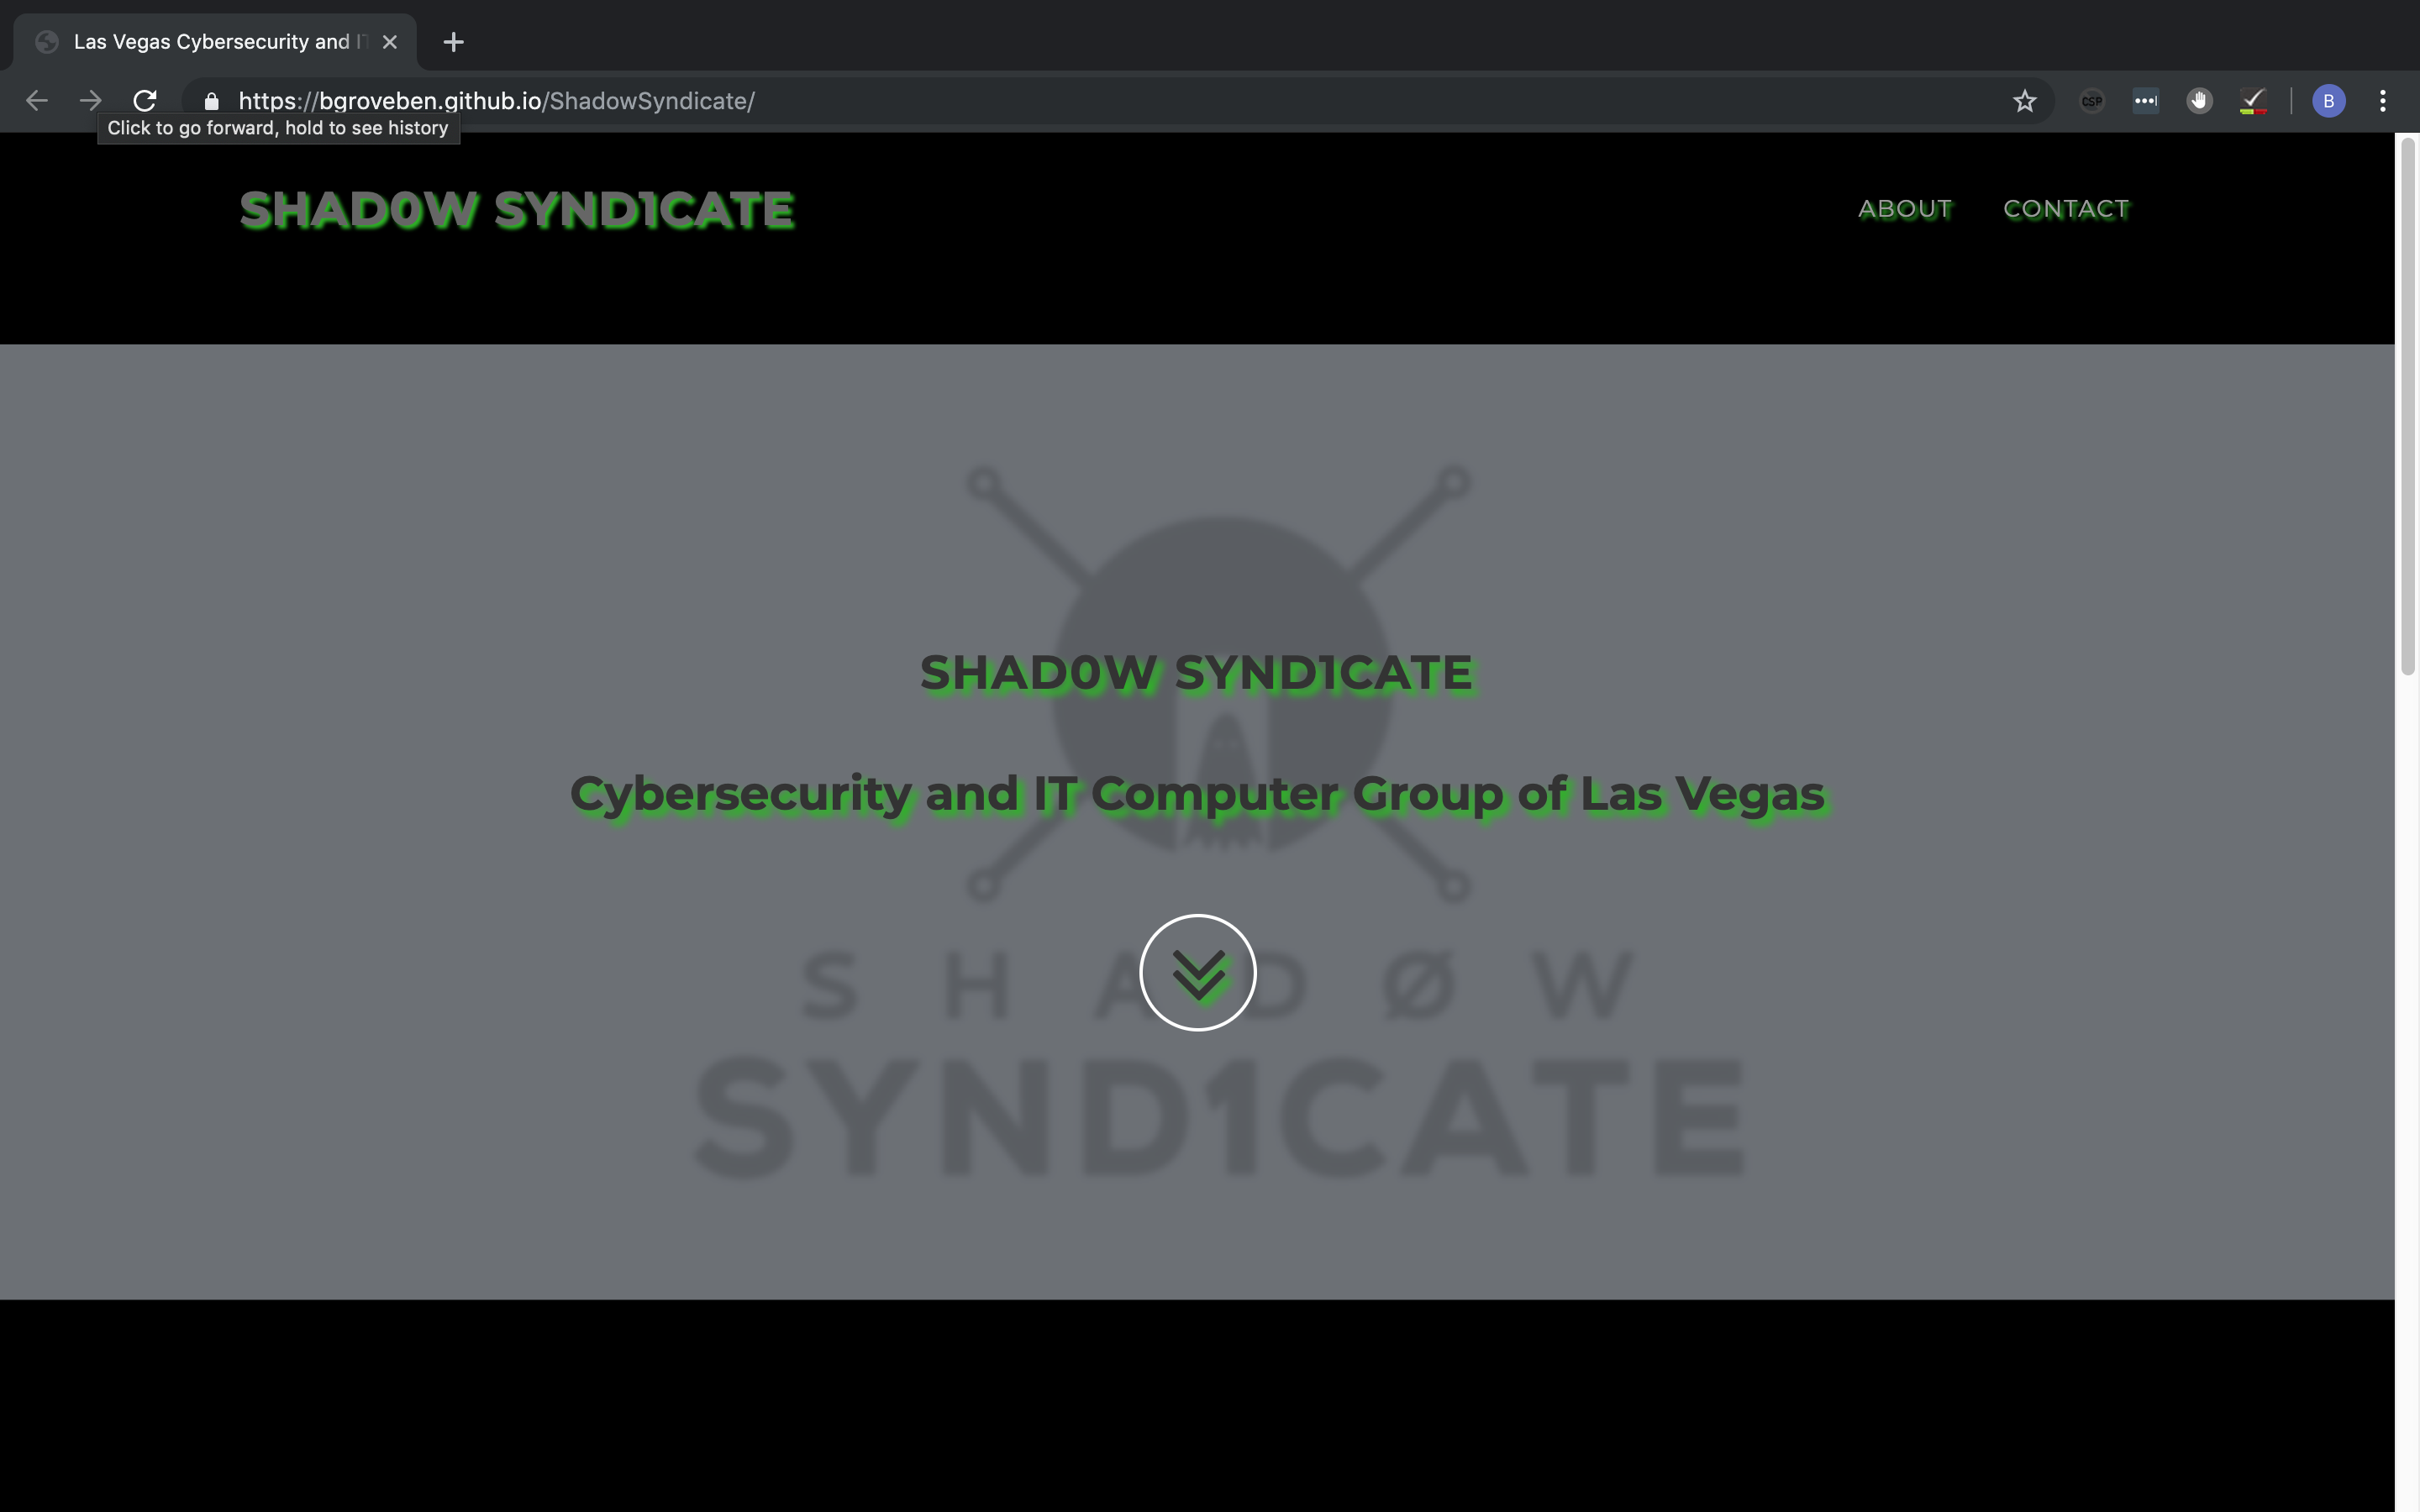 Las Vegas Cybersecurity and IT
https://bgroveben.github.io/ShadowSyndicate/
CSP
B
Click to go forward, hold to see history
SHAD0W SYND1CATE
ABOUT
CONTACT
SHAD0W SYND1CATE
Cybersecurity and IT Computer Group of Las Vegas
S H A D Ø W
SYND1CATE